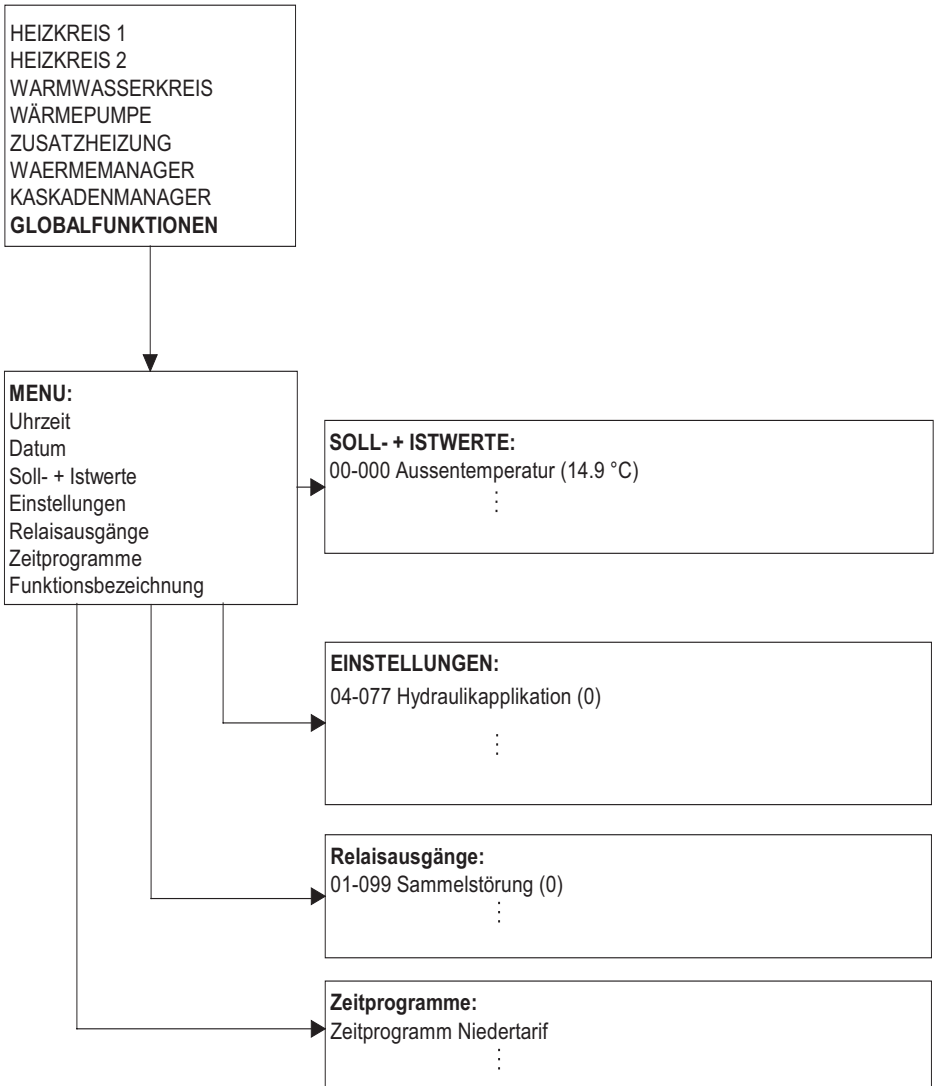 HEIZKREIS 1
HEIZKREIS 2
WARMWASSERKREIS
WÄRMEPUMPE
ZUSATZHEIZUNG
WAERMEMANAGER
KASKADENMANAGER
GLOBALFUNKTIONEN
MENU:
Uhrzeit
Datum
Soll- + Istwerte
Einstellungen
Relaisausgänge
Zeitprogramme
Funktionsbezeichnung
SOLL- + ISTWERTE:
00-000 Aussentemperatur (14.9 °C)
⋮
EINSTELLUNGEN:
04-077 Hydraulikapplikation (0)
⋮
Relaisausgänge:
01-099 Sammelstörung (0)
⋮
Zeitprogramme:
Zeitprogramm Niedertarif
⋮